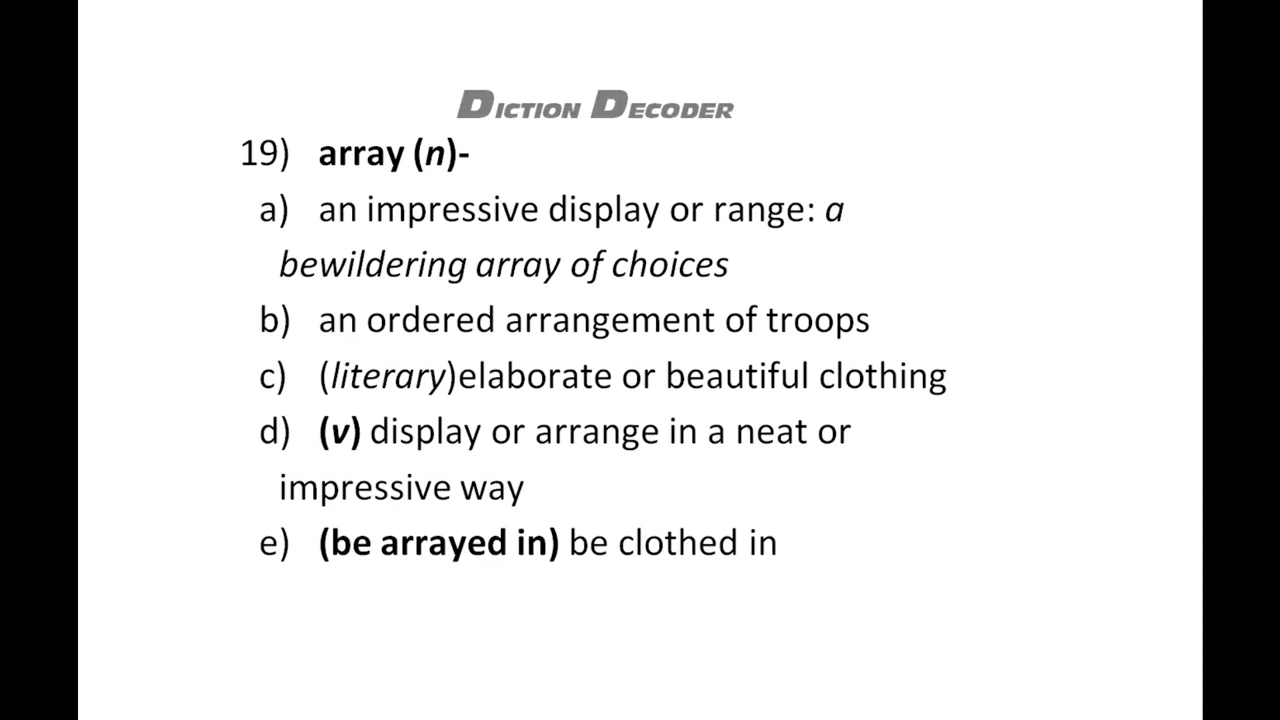 DICTION DECODER
19) array (n)-
a) an impressive display or range: a
bewildering array of choices
b) an ordered arrangement of troops
c) (literary)elaborate or beautiful clothing
d) (v) display or arrange in a neat or
impressive way
e) (be arrayed in) be clothed in